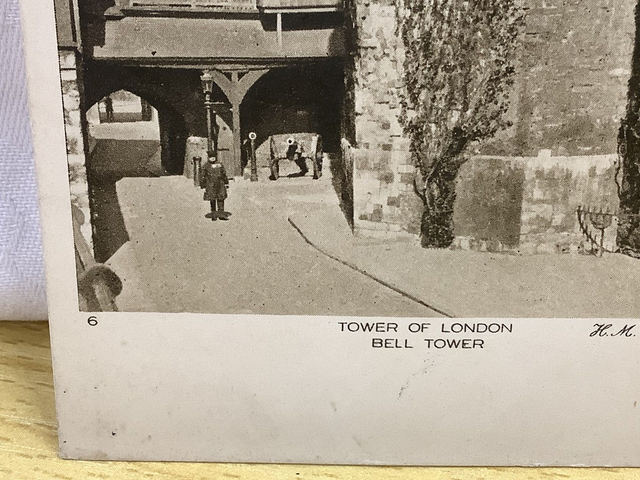 6
TOWER OF LONDON
BELL TOWER
H.M.